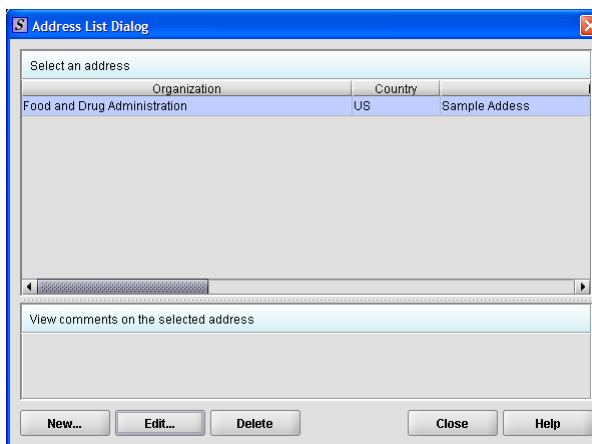 S Address List Dialog
Select an address
Organization Country
Food and Drug Administration US Sample Addess
View comments on the selected address
New... Edit... Delete Close Help